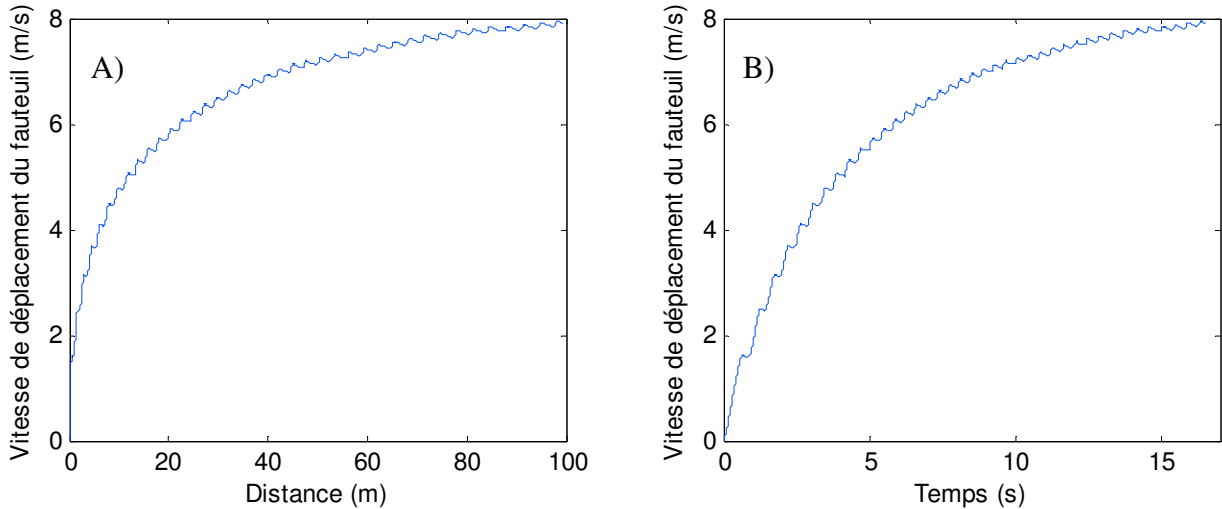 Vitesse de déplacement du fauteuil (m/s)
A)
8
6
4
2
0
0 20 40 60 80 100
Distance (m)
Vitesse de déplacement du fauteuil (m/s)
B)
8
6
4
2
0
0 5 10 15
Temps (s)